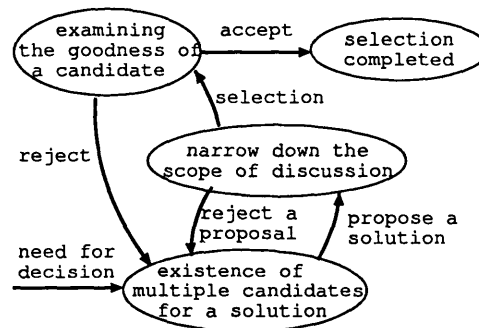 examining
the goodness of
a candidate
accept
selection
completed
selection
reject
narrow down the
scope of discussion
reject a
proposal
propose a
solution
need for
decision
existence of
multiple candidates
for a solution